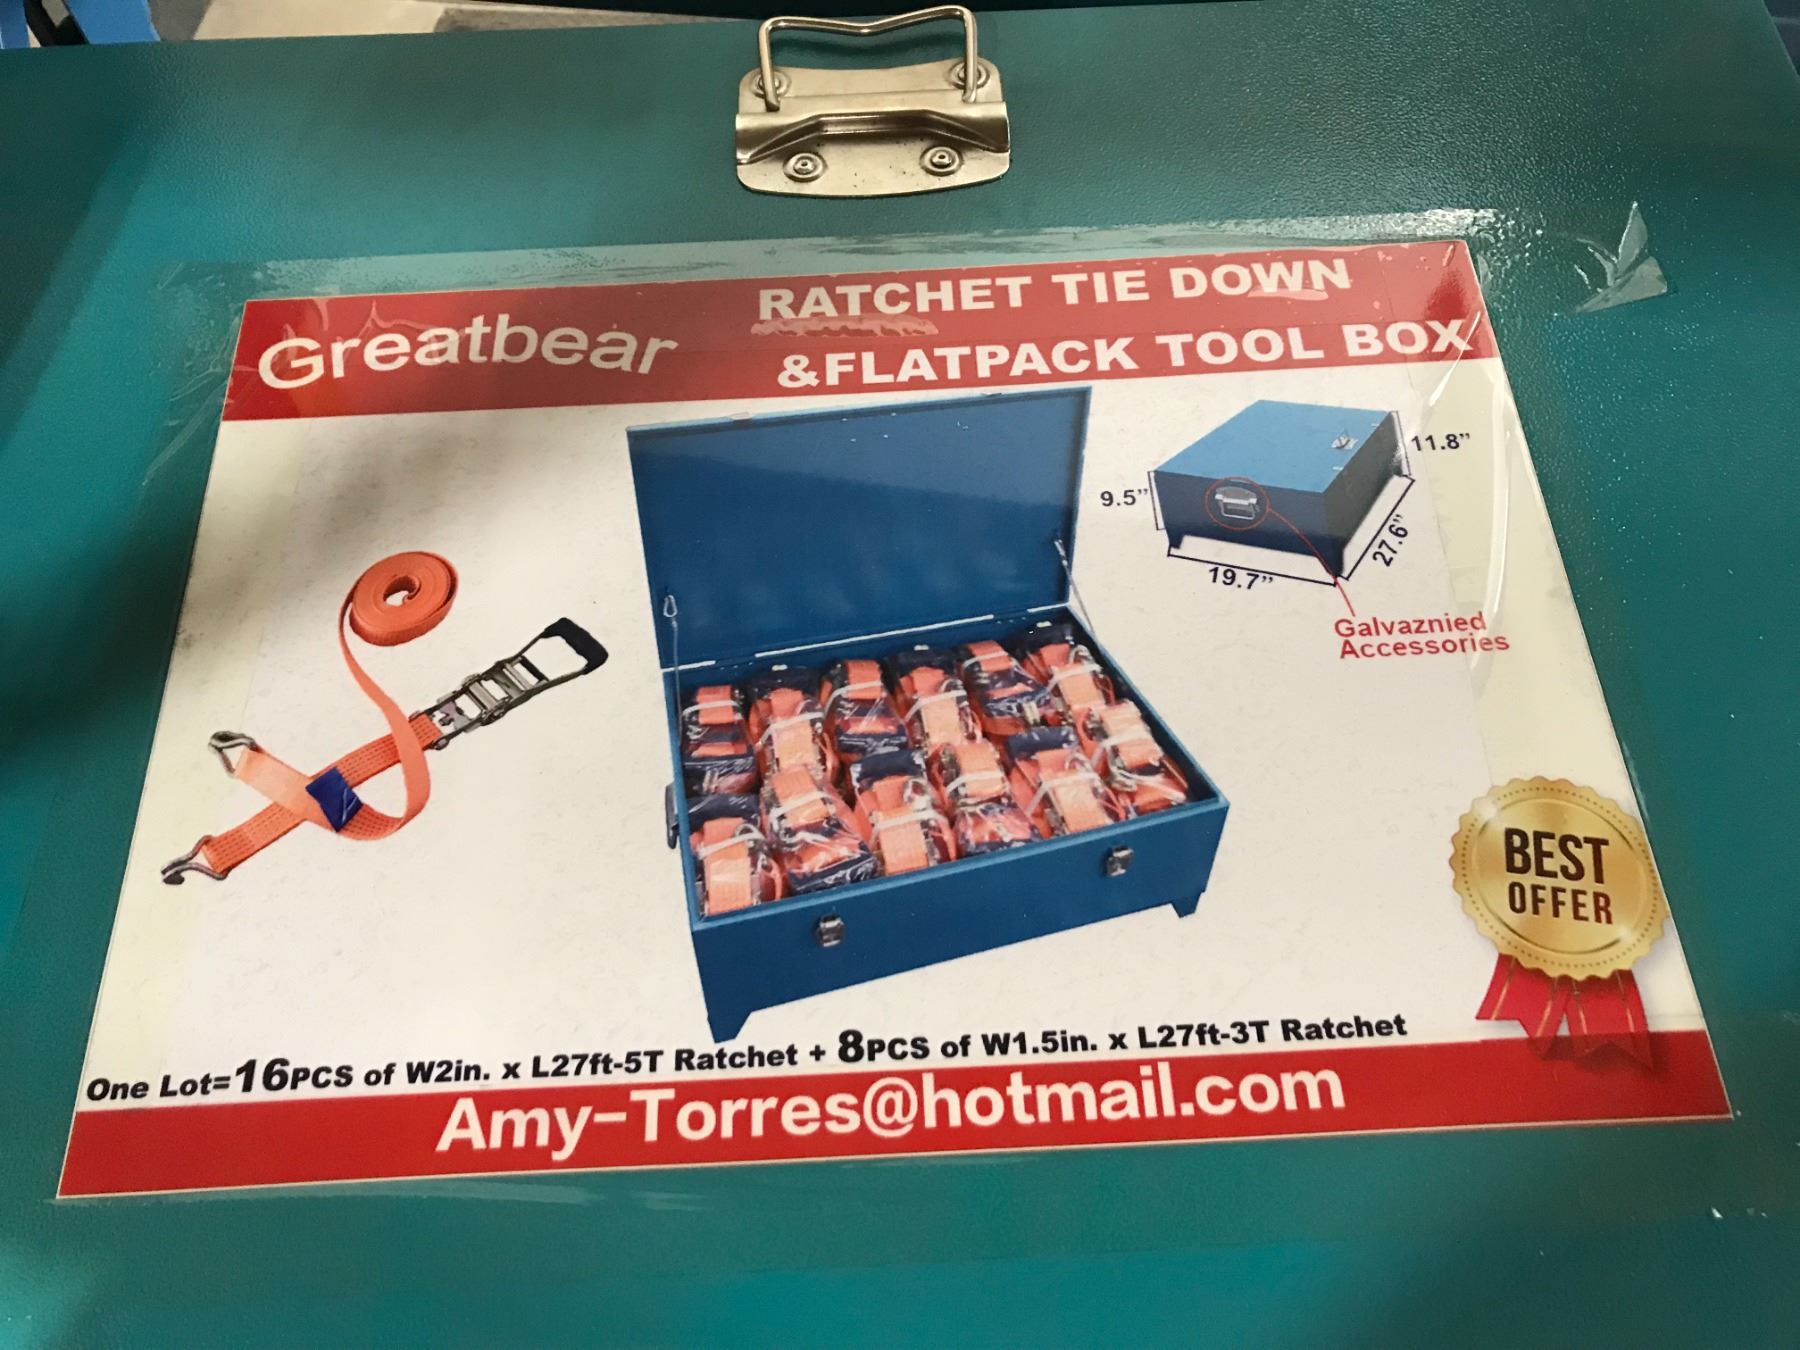 Greatbear
RATCHET TIE DOWN
&FLATPACK TOOL BOX
11.8”
9.5”
27.6”
19.7”
Galvaznied
Accessories
BEST
OFFER
One Lot=16PCS of W2in. x L27ft-5T Ratchet + 8PCS of W1.5in. x L27ft-3T Ratchet
Amy-Torres@hotmail.com